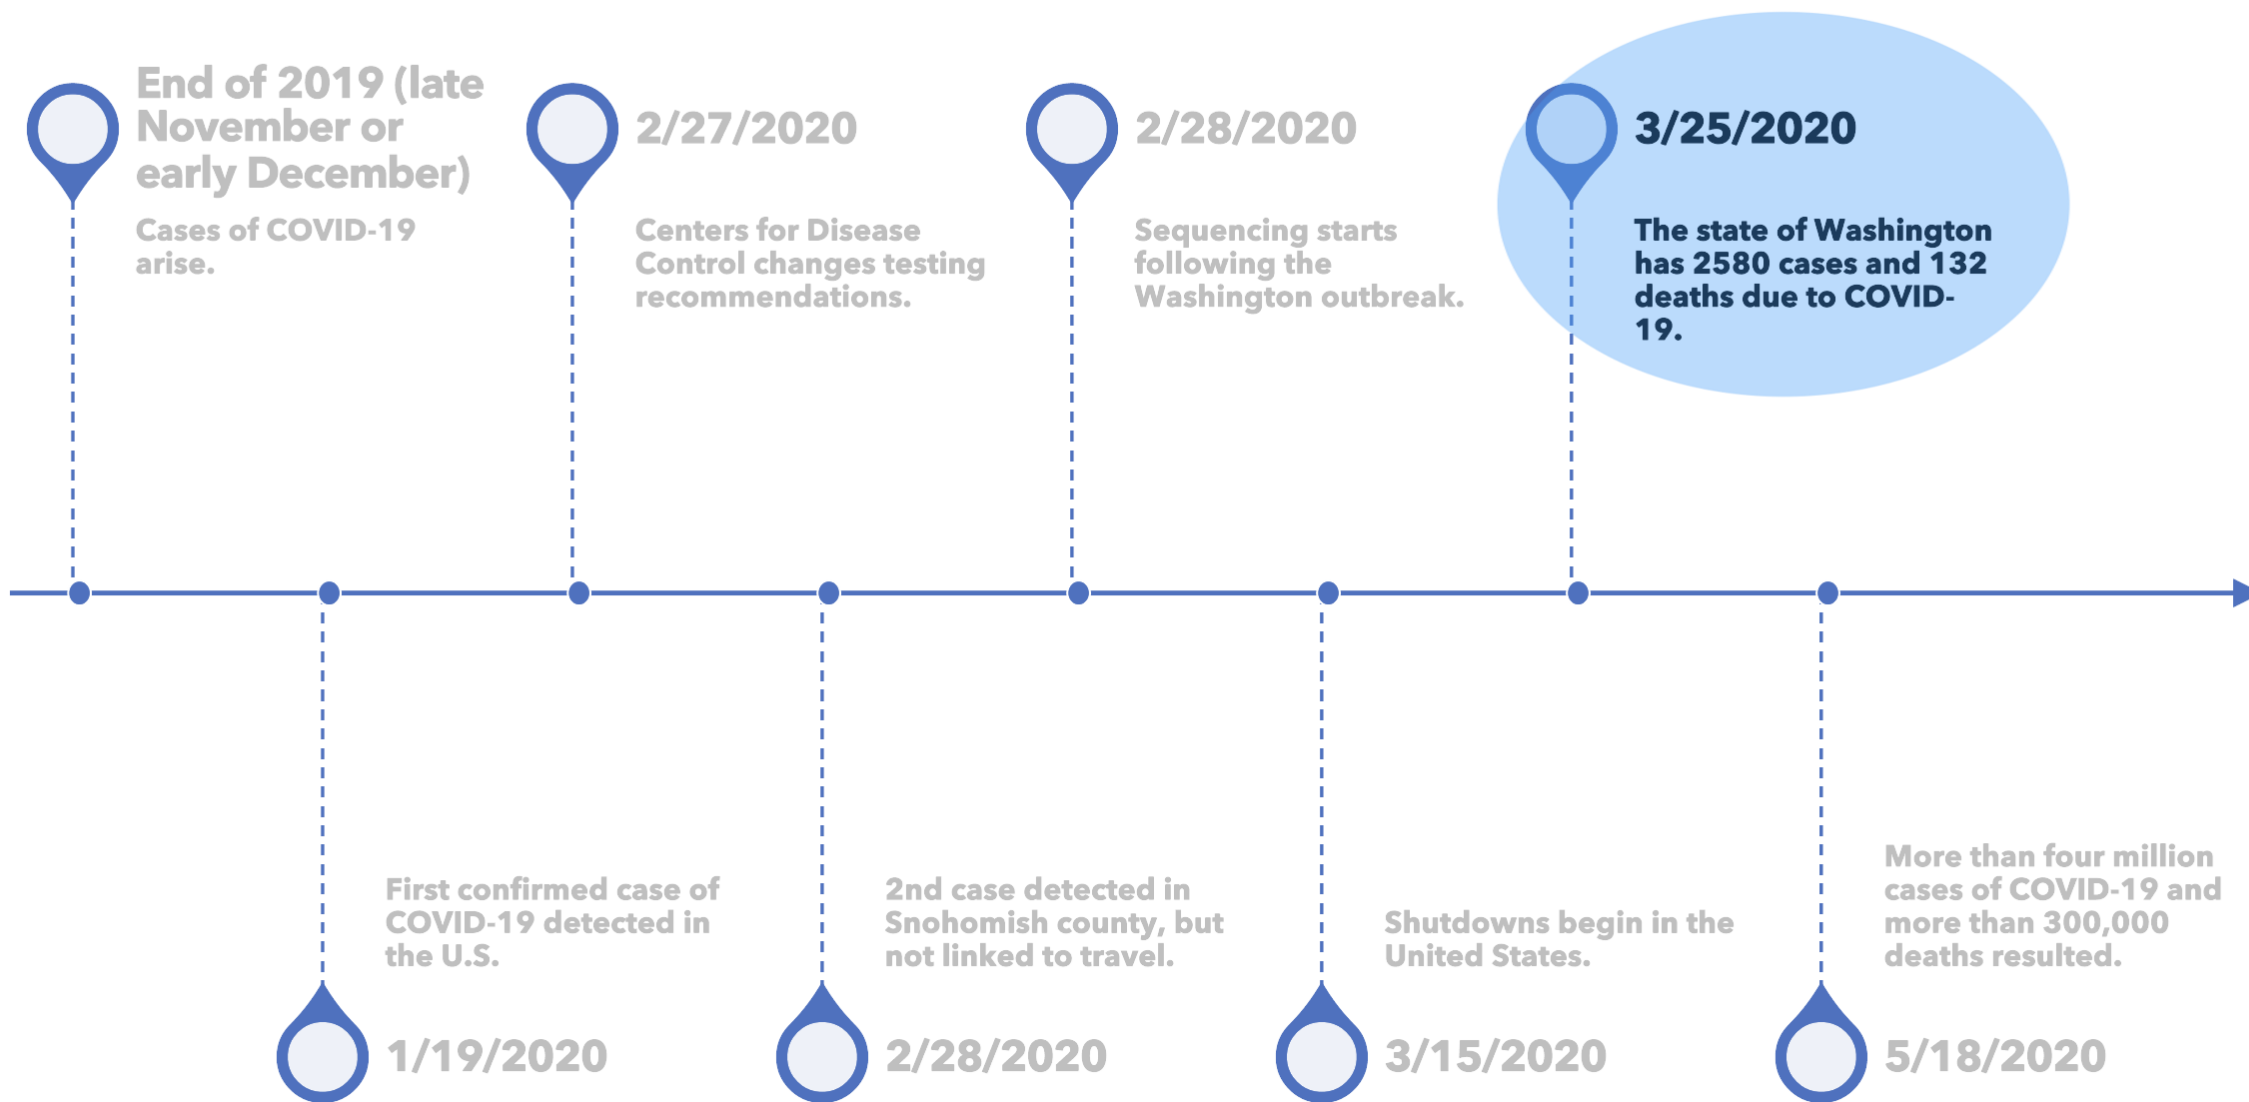 End of 2019 (late
November or
early December)
Cases of COVID-19
arise.
First confirmed case of
COVID-19 detected in
the U.S.
1/19/2020
2/27/2020
Centers for Disease
Control changes testing
recommendations.
2nd case detected in
Snohomish county, but
not linked to travel.
2/28/2020
2/28/2020
Sequencing starts
following the
Washington outbreak.
Shutdowns begin in the
United States.
3/15/2020
3/25/2020
The state of Washington
has 2580 cases and 132
deaths due to COVID-
19.
More than four million
cases of COVID-19 and
more than 300,000
deaths resulted.
5/18/2020